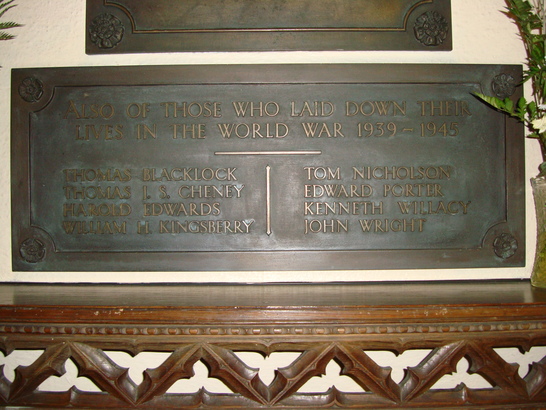 ALSO OF THOSE WHO LAID DOWN THEIR
LIVES IN THE WORLD WAR 1939–1945
THOMAS BLACKLOCK
THOMAS J. S. CHENEY
HAROLD EDWARDS
WILLIAM H. KINGSBERRY
TOM NICHOLSON
EDWARD PORTER
KENNETH WILLACY
JOHN WRIGHT